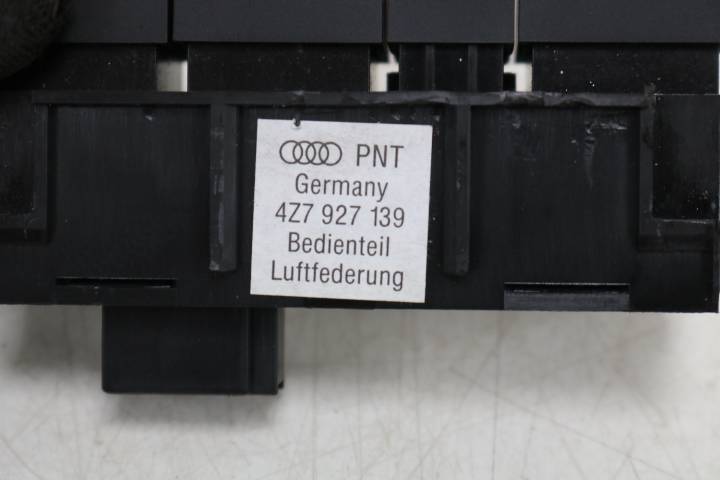 PNT
Germany
4Z7 927 139
Bedienteil
Luftfederung